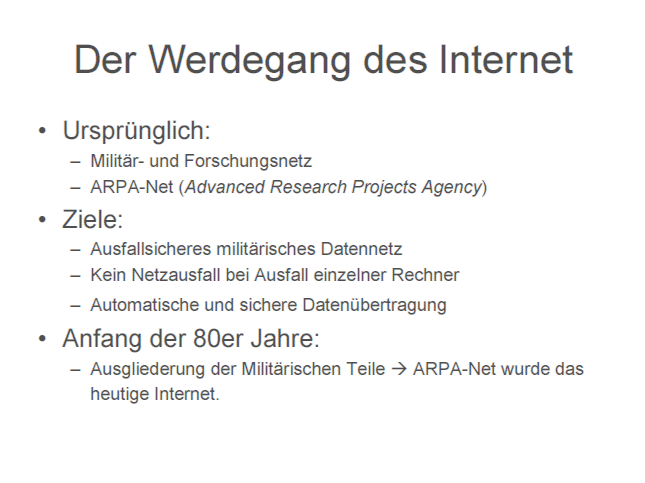 Der Werdegang des Internet
• Ursprünglich:
– Militär- und Forschungsnetz
– ARPA-Net (Advanced Research Projects Agency)
• Ziele:
– Ausfallsicheres militärisches Datennetz
– Kein Netzausfall bei Ausfall einzelner Rechner
– Automatische und sichere Datenübertragung
• Anfang der 80er Jahre:
– Ausgliederung der Militärischen Teile → ARPA-Net wurde das
heutige Internet.